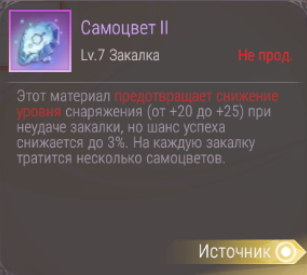 Самоцвет II
Lv.7 Закалка
Не прод.
Этот материал предотвращает снижение
уровня снаряжения (от +20 до +25) при
неудаче закалки, но шанс успеха
снижается до 3%. На каждую закалку
тратится несколько самоцветов.
Источник